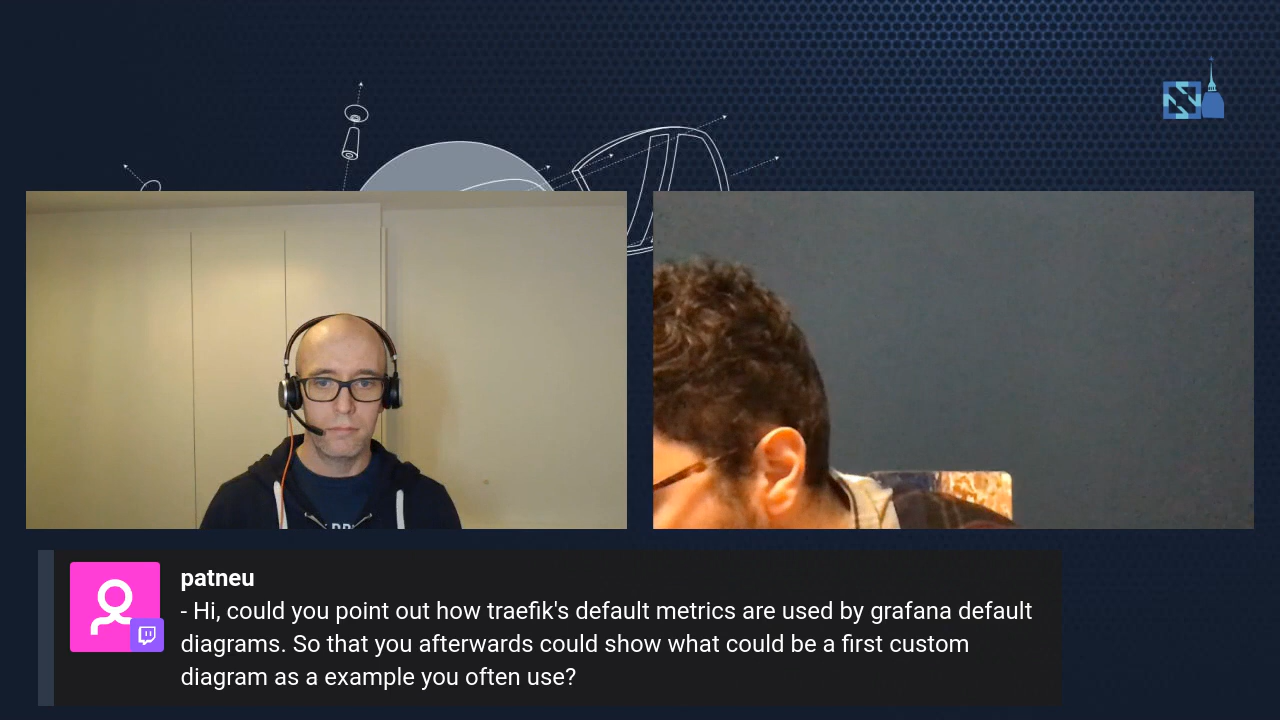 patneu
- Hi, could you point out how traefik's default metrics are used by grafana default
diagrams. So that you afterwards could show what could be a first custom
diagram as a example you often use?